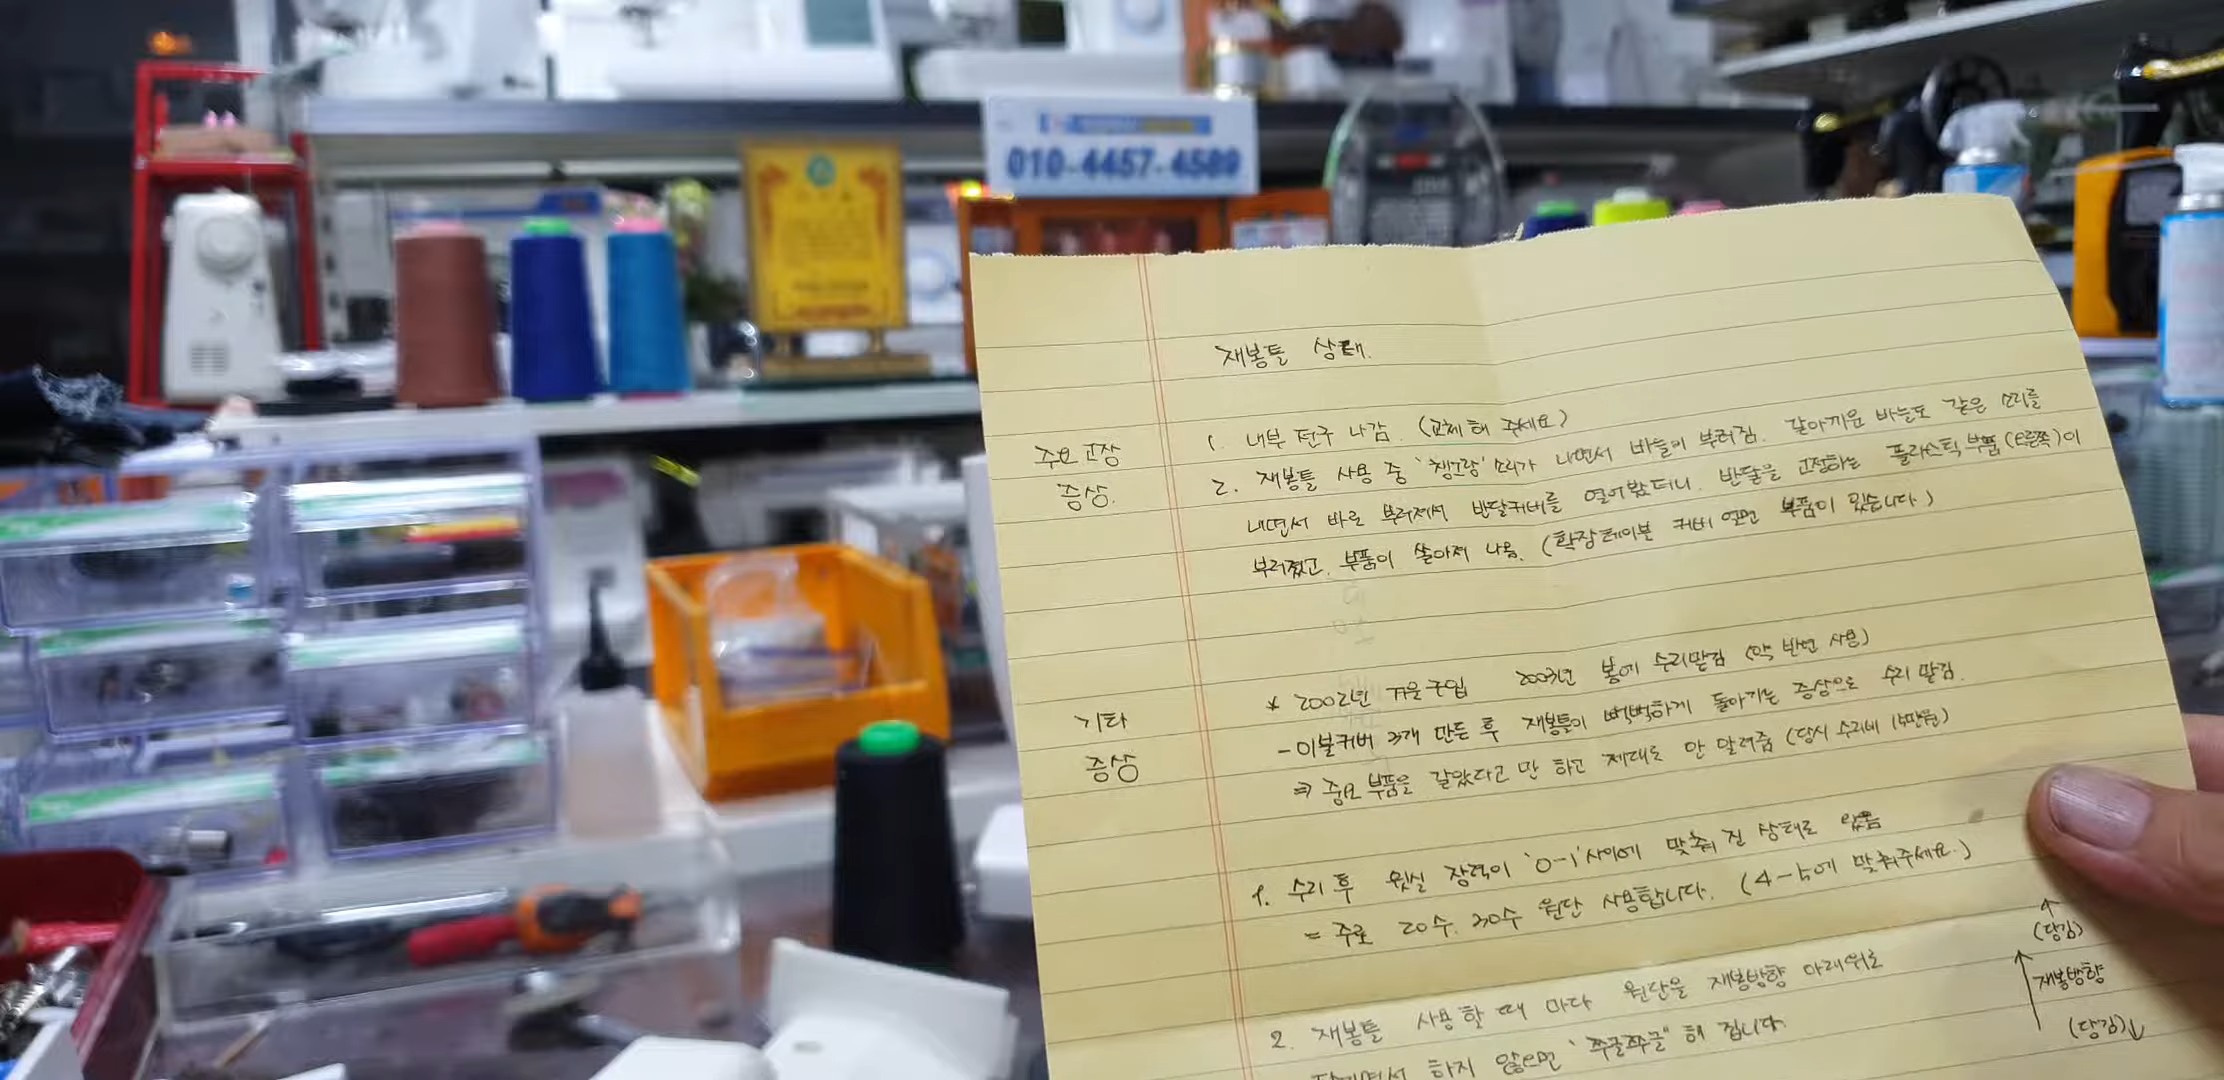 010-4457-4589
재봉틀 상태.
주요고장
증상.
1. 내부 전구 나감. (교체 해 주세요)
2. 재봉틀 사용 중 '챙그랑' 소리가 나면서 바늘이 부러짐. 갈아끼운 바늘도 같은 소리를
내면서 바로 부러져서 반달커버를 열어봤더니. 반달을 고정하는 플라스틱 부품(오른쪽)이
부러졌고. 부품이 쏟아져 나옴. (확장테이블 커버 열면 부품이 있습니다.)
기타
증상
* 2002년 겨울구입 2003년 봄에 수리맡김 (약 반년 사용)
- 이불커버 3개 만든 후 재봉틀이 뻑뻑하게 돌아가는 증상으로 수리 맡김.
⇒ 중요 부품을 갈았다고 만 하고 제대로 안 알려줌 (당시 수리비 15만원)
1. 수리 후 윗실 장력이 '0-1' 사이에 맞춰 진 상태로 있음
= 주로 20수. 30수 원단 사용합니다. (4-5에 맞춰주세요.)
2. 재봉틀 사용할 때 마다 원단을 재봉방향 아래위로
당기면서 하지 않으면 "쭈글쭈글" 해 집니다.
↑
(당김)
↑ 재봉방향
(당김)↓